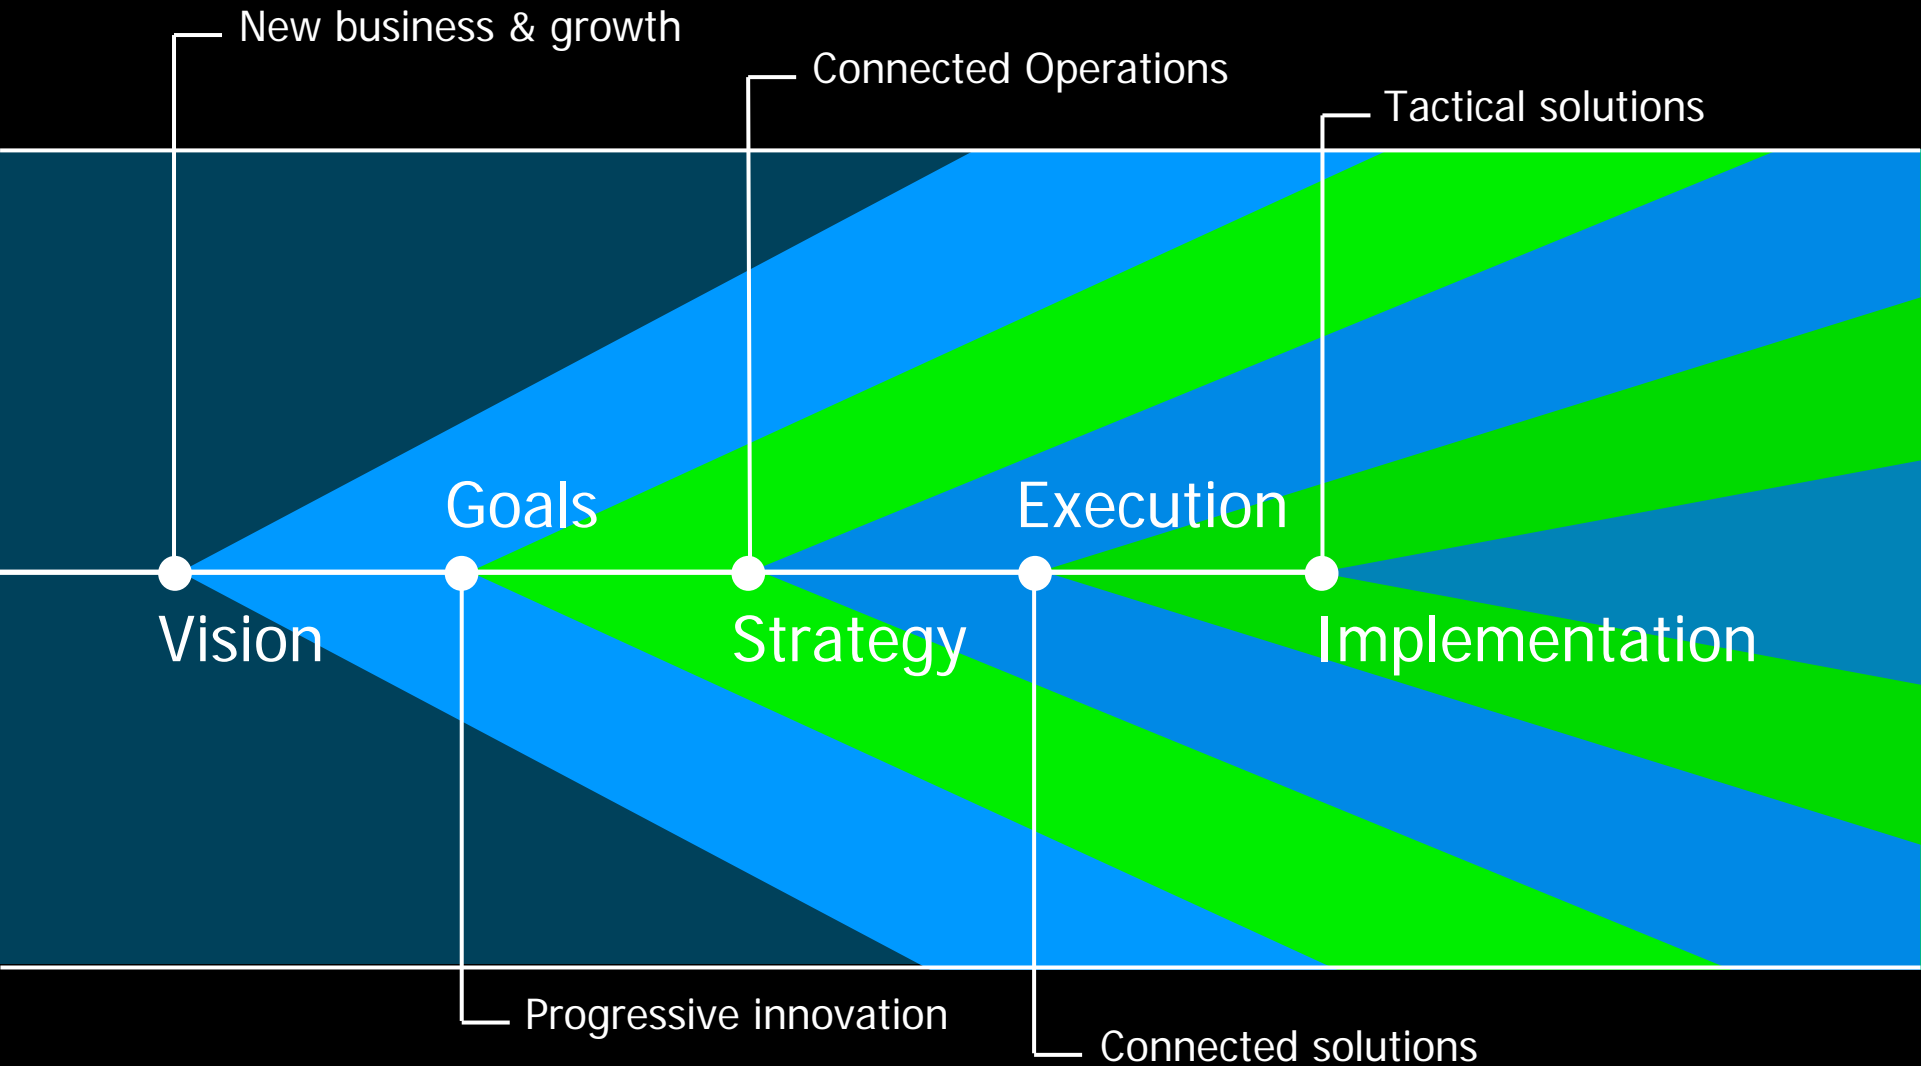 New business & growth
Connected Operations
Tactical solutions
Goals
Execution
Vision
Strategy
Implementation
Progressive innovation
Connected solutions